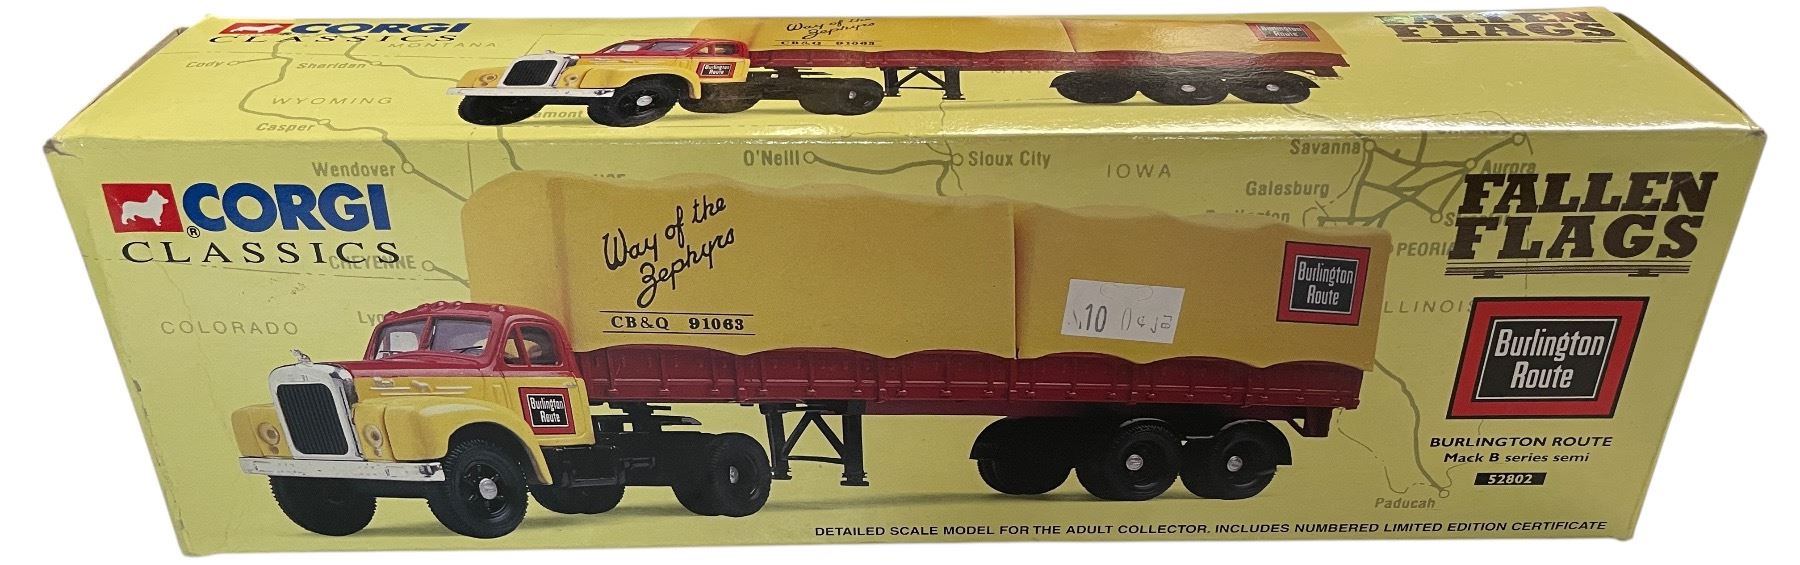 CORGI
CLASSICS
MONTANA
Cody
Sheridan
WYOMING
Casper
Way of the
Zephyrs
CB&Q 91063
Burlington
Route
Burlington
Route
FALLEN
FLAGS
CORGI
®
CLASSICS
Wendover
CHEYENNE
COLORADO
O'Neill
Sioux City
IOWA
Savanna
Aurora
Galesburg
PEORIA
ILLINOIS
Paducah
Way of the
Zephyrs
CB&Q 91063
Burlington
Route
Burlington
Route
10
FALLEN
FLAGS
Burlington
Route
BURLINGTON ROUTE
Mack B series semi
52802
DETAILED SCALE MODEL FOR THE ADULT COLLECTOR. INCLUDES NUMBERED LIMITED EDITION CERTIFICATE